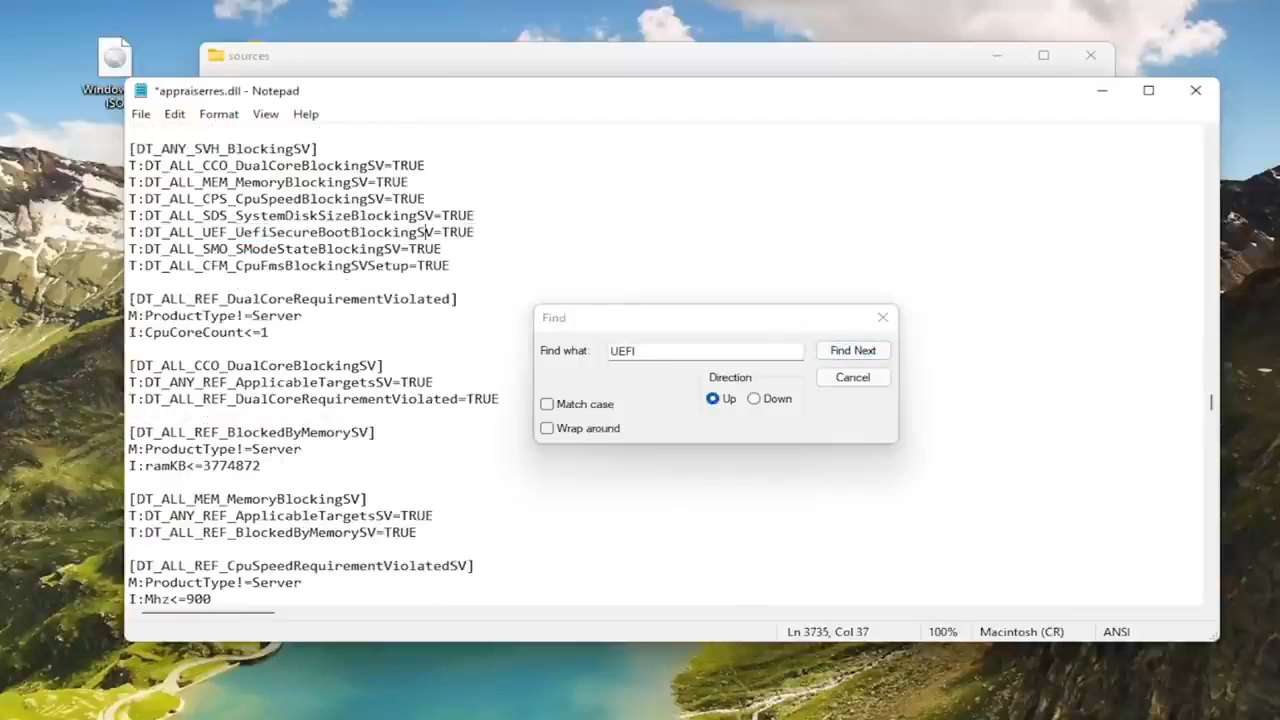 sources
Window
ISO
*appraiserres.dll - Notepad
File Edit Format View Help
[DT_ANY_SVH_BlockingSV]
T:DT_ALL_CCO_DualCoreBlockingSV=TRUE
T:DT_ALL_MEM_MemoryBlockingSV=TRUE
T:DT_ALL_CPS_CpuSpeedBlockingSV=TRUE
T:DT_ALL_SDS_SystemDiskSizeBlockingSV=TRUE
T:DT_ALL_UEF_UefiSecureBootBlockingSV=TRUE
T:DT_ALL_SMO_SModeStateBlockingSV=TRUE
T:DT_ALL_CFM_CpuFmsBlockingSVSetup=TRUE
[DT_ALL_REF_DualCoreRequirementViolated]
M:ProductType!=Server
I:CpuCoreCount<=1
[DT_ALL_CCO_DualCoreBlockingSV]
T:DT_ANY_REF_ApplicableTargetsSV=TRUE
T:DT_ALL_REF_DualCoreRequirementViolated=TRUE
[DT_ALL_REF_BlockedByMemorySV]
M:ProductType!=Server
I:ramKB<=3774872
[DT_ALL_MEM_MemoryBlockingSV]
T:DT_ANY_REF_ApplicableTargetsSV=TRUE
T:DT_ALL_REF_BlockedByMemorySV=TRUE
[DT_ALL_REF_CpuSpeedRequirementViolatedSV]
M:ProductType!=Server
I:Mhz<=900
Find
Find what: UEFI Find Next
Direction Cancel
Up Down
Match case
Wrap around
Ln 3735, Col 37 100% Macintosh (CR) ANSI